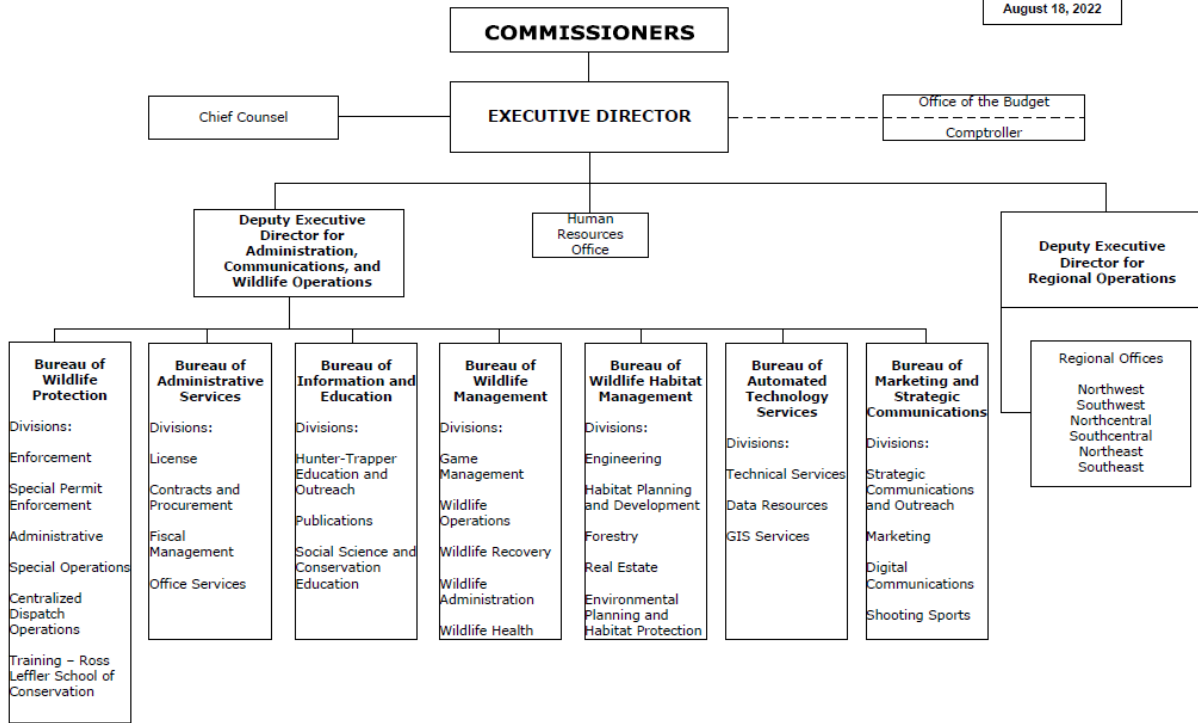 August 18, 2022
COMMISSIONERS
Chief Counsel
EXECUTIVE DIRECTOR
Office of the Budget
Comptroller
Deputy Executive
Director for
Administration,
Communications, and
Wildlife Operations
Human
Resources
Office
Deputy Executive
Director for
Regional Operations
Bureau of
Wildlife
Protection
Divisions:
Enforcement
Special Permit
Enforcement
Administrative
Special Operations
Centralized
Dispatch
Operations
Training – Ross
Leffler School of
Conservation
Bureau of
Administrative
Services
Divisions:
License
Contracts and
Procurement
Fiscal
Management
Office Services
Bureau of
Information and
Education
Divisions:
Hunter-Trapper
Education and
Outreach
Publications
Social Science and
Conservation
Education
Bureau of
Wildlife
Management
Divisions:
Game
Management
Wildlife
Operations
Wildlife Recovery
Wildlife
Administration
Wildlife Health
Bureau of
Wildlife Habitat
Management
Divisions:
Engineering
Habitat Planning
and Development
Forestry
Real Estate
Environmental
Planning and
Habitat Protection
Bureau of
Automated
Technology
Services
Divisions:
Technical Services
Data Resources
GIS Services
Bureau of
Marketing and
Strategic
Communications
Divisions:
Strategic
Communications
and Outreach
Marketing
Digital
Communications
Shooting Sports
Regional Offices
Northwest
Southwest
Northcentral
Southcentral
Northeast
Southeast